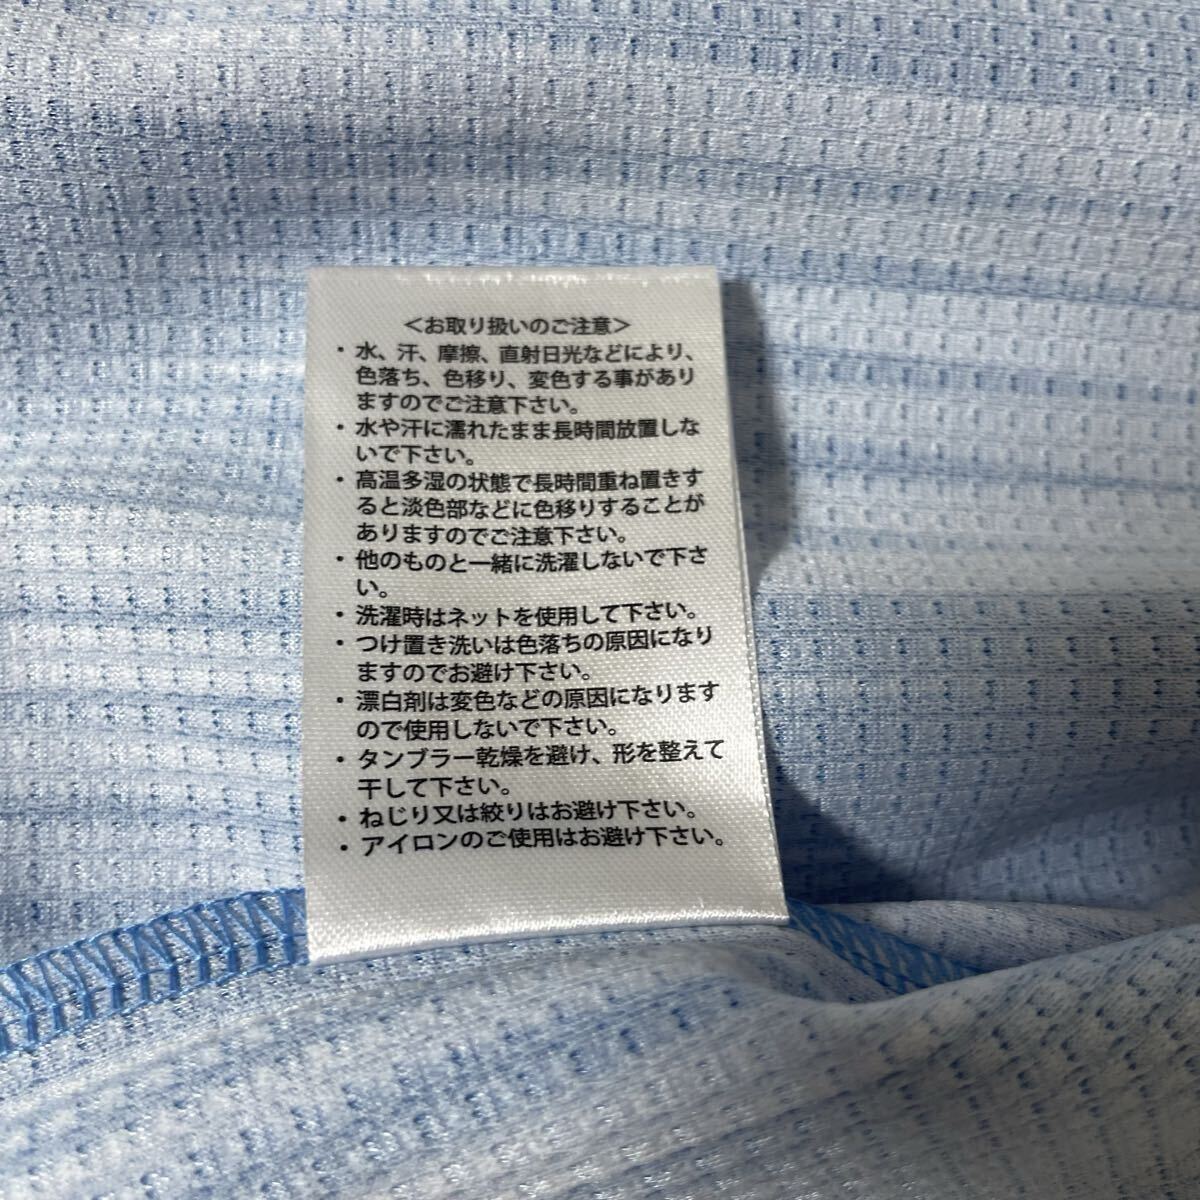 ＜お取り扱いのご注意＞
・水、汗、摩擦、直射日光などにより、
色落ち、色移り、変色する事があり
ますのでご注意下さい。
・水や汗に濡れたまま長時間放置しな
いで下さい。
・高温多湿の状態で長時間重ね置きす
ると淡色部などに色移りすることが
ありますのでご注意下さい。
・他のものと一緒に洗濯しないで下さ
い。
・洗濯時はネットを使用して下さい。
・つけ置き洗いは色落ちの原因になり
ますのでお避け下さい。
・漂白剤は変色などの原因になります
ので使用しないで下さい。
・タンブラー乾燥を避け、形を整えて
干して下さい。
・ねじり又は絞りはお避け下さい。
・アイロンのご使用はお避け下さい。